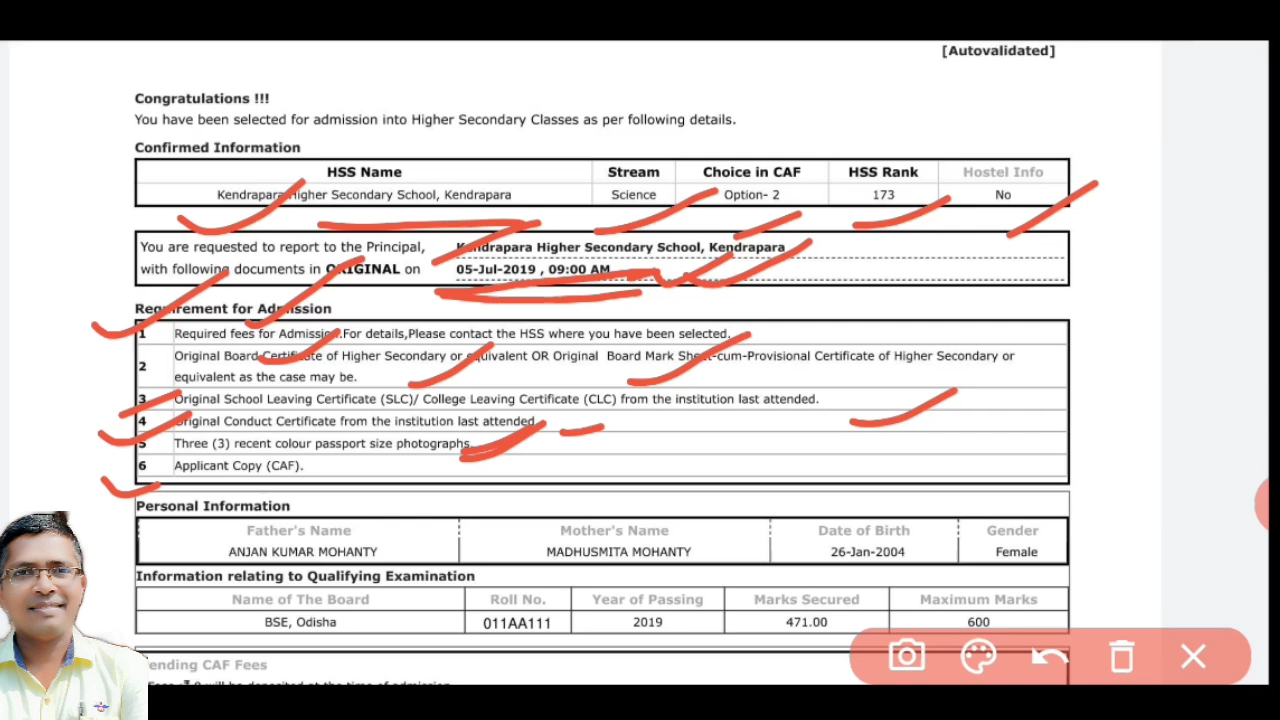 [Autovalidated]
Congratulations !!!
You have been selected for admission into Higher Secondary Classes as per following details.
Confirmed Information
HSS Name Stream Choice in CAF HSS Rank Hostel Info
Kendrapara Higher Secondary School, Kendrapara Science Option- 2 173 No
You are requested to report to the Principal, Kendrapara Higher Secondary School, Kendrapara
with following documents in ORIGINAL on 05-Jul-2019 , 09:00 AM
Requirement for Admission
1 Required fees for Admission.For details,Please contact the HSS where you have been selected.
2 Original Board Certificate of Higher Secondary or equivalent OR Original Board Mark Sheet-cum-Provisional Certificate of Higher Secondary or
equivalent as the case may be.
3 Original School Leaving Certificate (SLC)/ College Leaving Certificate (CLC) from the institution last attended.
4 Original Conduct Certificate from the institution last attended.
5 Three (3) recent colour passport size photographs.
6 Applicant Copy (CAF).
Personal Information
Father's Name Mother's Name Date of Birth Gender
ANJAN KUMAR MOHANTY MADHUSMITA MOHANTY 26-Jan-2004 Female
Information relating to Qualifying Examination
Name of The Board Roll No. Year of Passing Marks Secured Maximum Marks
BSE, Odisha 011AA111 2019 471.00 600
Pending CAF Fees